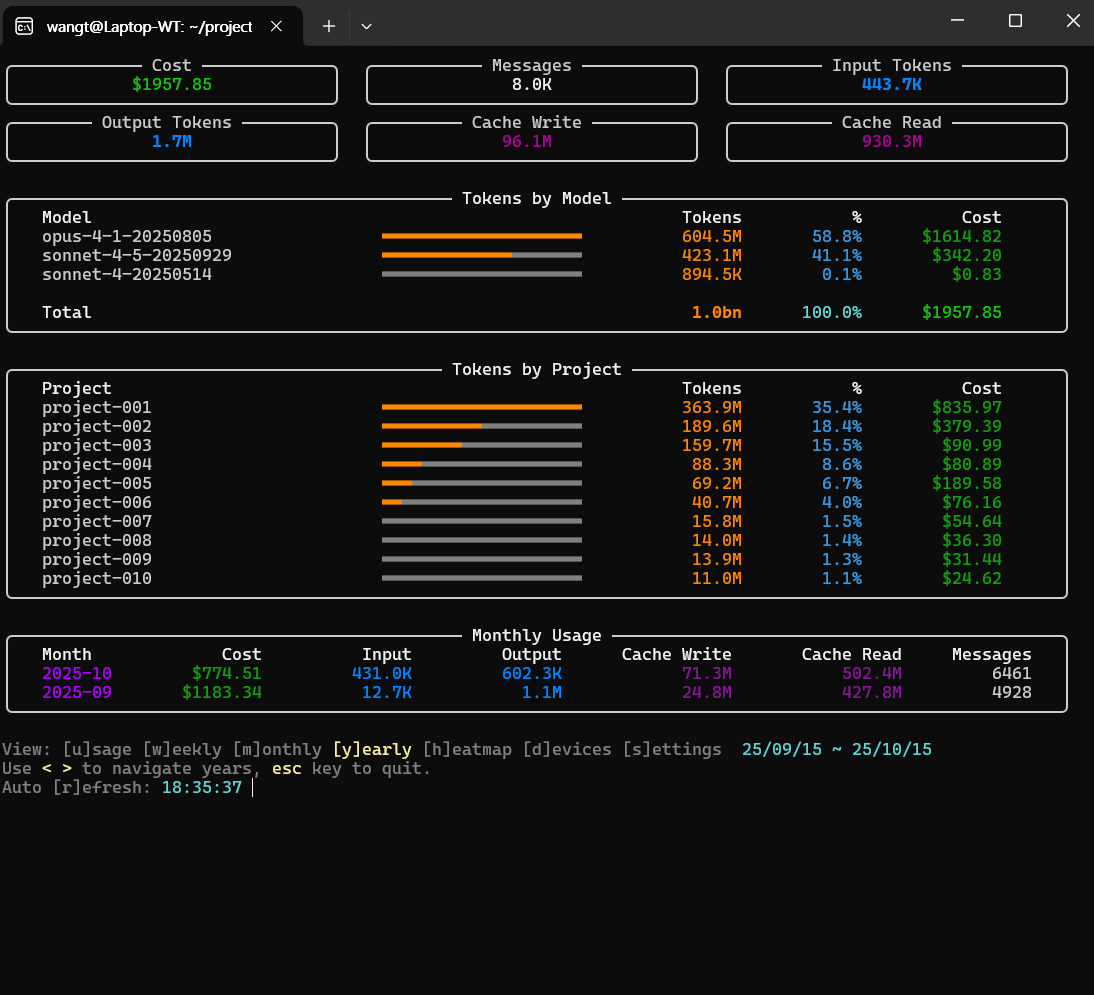 wangt@Laptop-WT: ~/project
Cost Messages Input Tokens
$1957.85 8.0K 443.7K
Output Tokens Cache Write Cache Read
1.7M 96.1M 930.3M
Tokens by Model
Model Tokens % Cost
opus-4-1-20250805 604.5M 58.8% $1614.82
sonnet-4-5-20250929 423.1M 41.1% $342.20
sonnet-4-20250514 894.5K 0.1% $0.83
Total 1.0bn 100.0% $1957.85
Tokens by Project
Project Tokens % Cost
project-001 363.9M 35.4% $835.97
project-002 189.6M 18.4% $379.39
project-003 159.7M 15.5% $90.99
project-004 88.3M 8.6% $80.89
project-005 69.2M 6.7% $189.58
project-006 40.7M 4.0% $76.16
project-007 15.8M 1.5% $54.64
project-008 14.0M 1.4% $36.30
project-009 13.9M 1.3% $31.44
project-010 11.0M 1.1% $24.62
Monthly Usage
Month Cost Input Output Cache Write Cache Read Messages
2025-10 $774.51 431.0K 602.3K 71.3M 502.4M 6461
2025-09 $1183.34 12.7K 1.1M 24.8M 427.8M 4928
View: [u]sage [w]eekly [m]onthly [y]early [h]eatmap [d]evices [s]ettings 25/09/15 ~ 25/10/15
Use < > to navigate years, esc key to quit.
Auto [r]efresh: 18:35:37